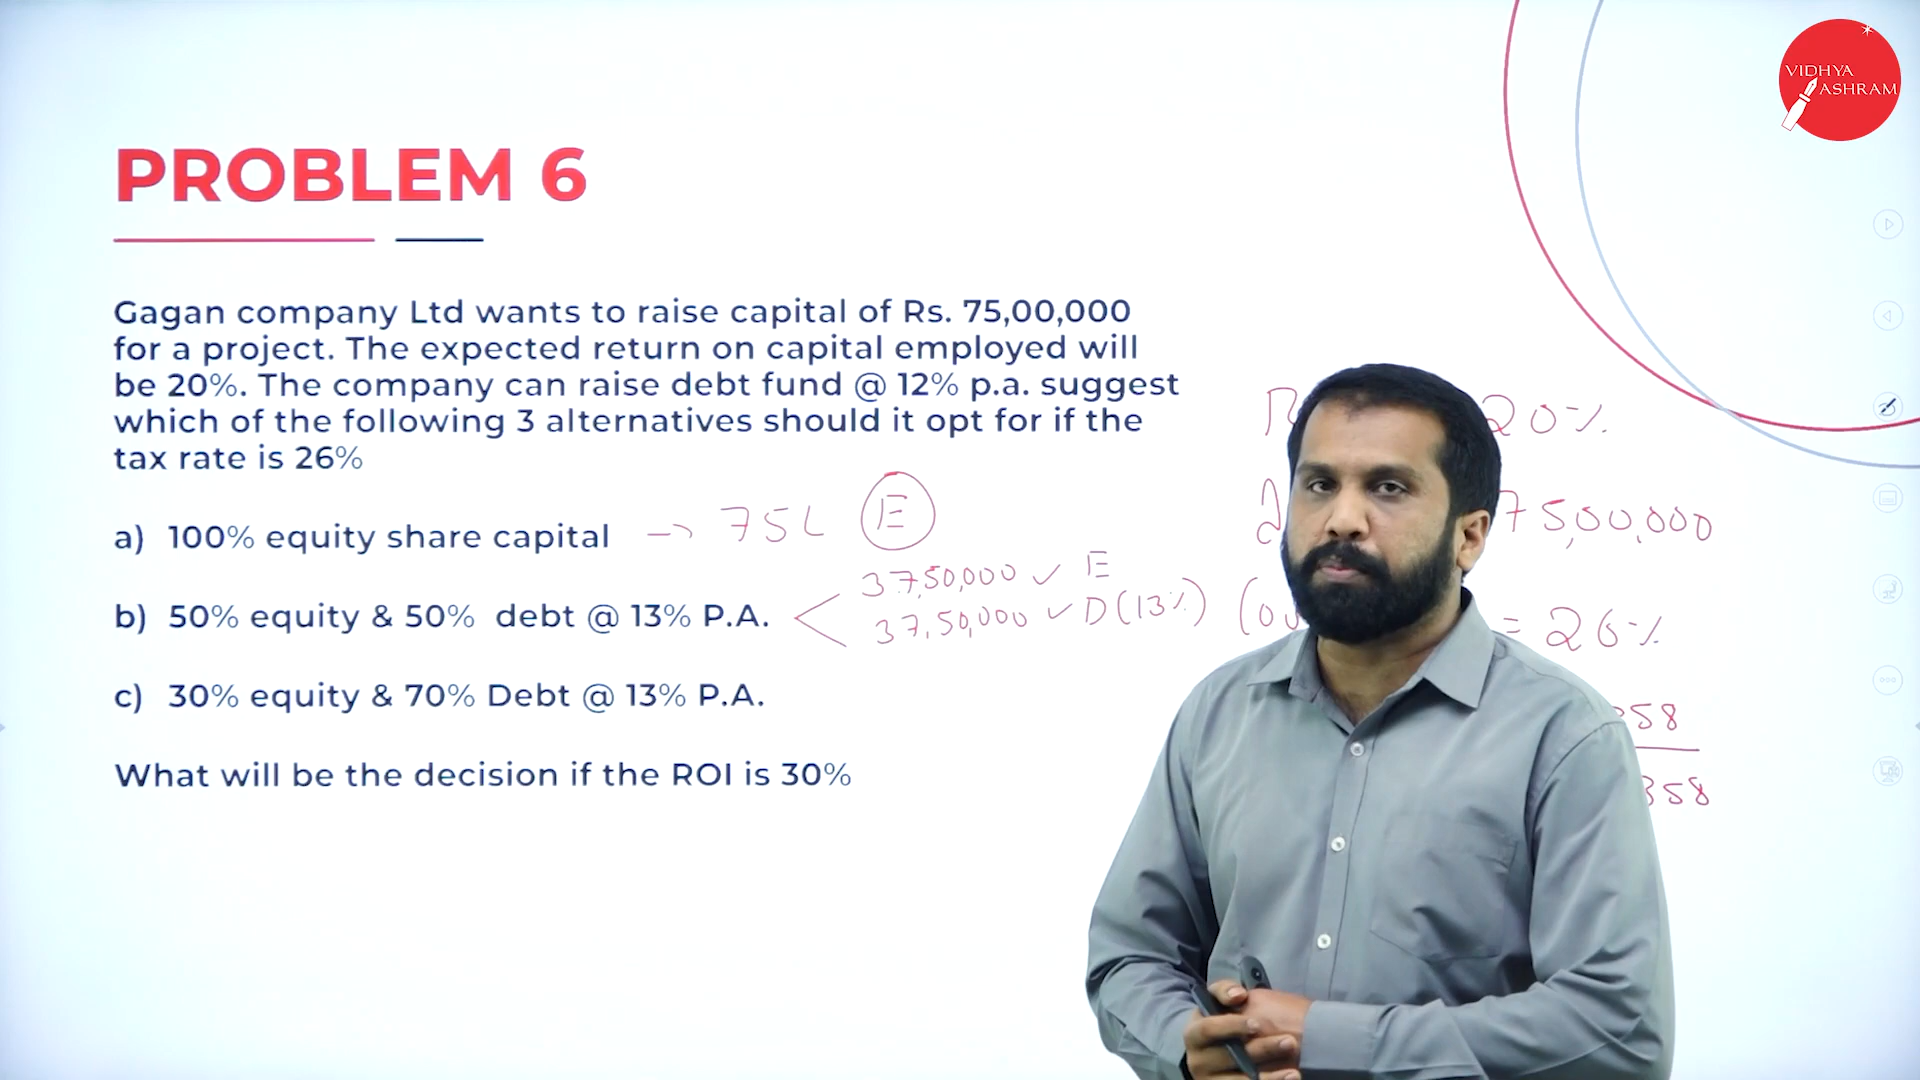 VIDHYA
ASHRAM
PROBLEM 6
Gagan company Ltd wants to raise capital of Rs. 75,00,000
for a project. The expected return on capital employed will
be 20%. The company can raise debt fund @ 12% p.a. suggest
which of the following 3 alternatives should it opt for if the
tax rate is 26%
20%
75,00,000
a) 100% equity share capital → 75L E
37,50,000 ✓ E
b) 50% equity & 50% debt @ 13% P.A.
37,50,000 ✓ D (13%)
= 26%
c) 30% equity & 70% Debt @ 13% P.A.
58
358
What will be the decision if the ROI is 30%